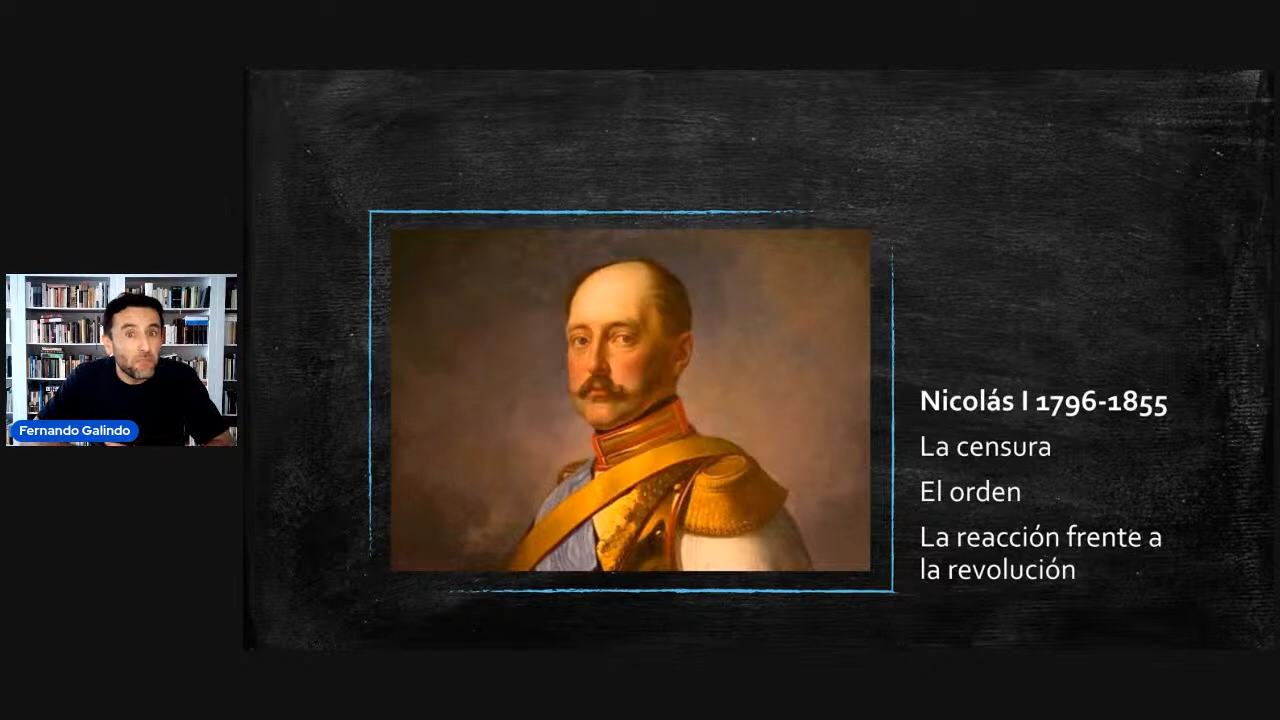 Fernando Galindo
Nicolás I 1796-1855
La censura
El orden
La reacción frente a
la revolución